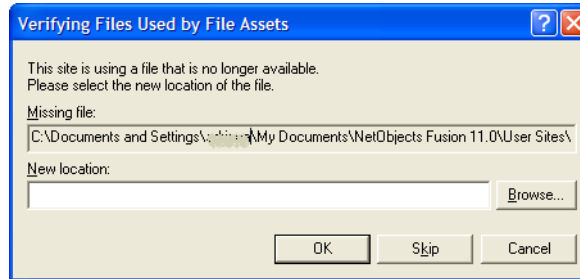 Verifying Files Used by File Assets
This site is using a file that is no longer available.
Please select the new location of the file.
Missing file:
C:\Documents and Settings\ \My Documents\NetObjects Fusion 11.0\User Sites\
New location:
Browse...
OK Skip Cancel